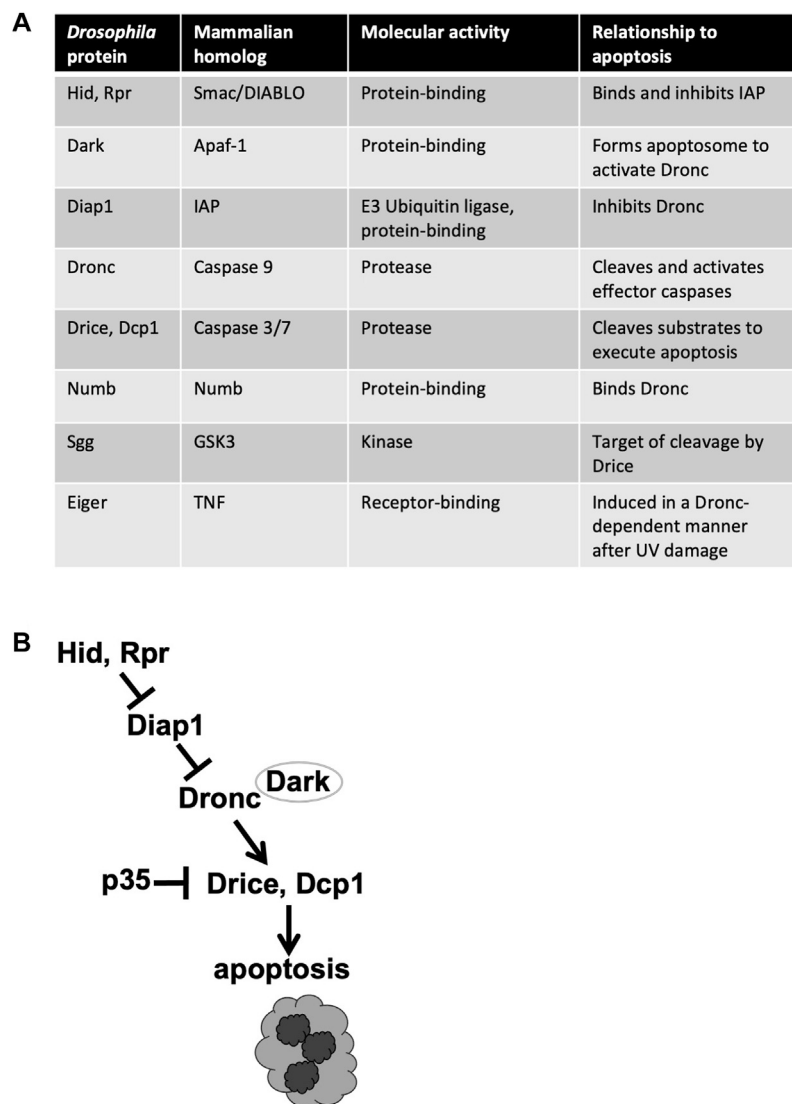 A
Drosophila protein Mammalian homolog Molecular activity Relationship to apoptosis
Hid, Rpr Smac/DIABLO Protein-binding Binds and inhibits IAP
Dark Apaf-1 Protein-binding Forms apoptosome to activate Dronc
Diap1 IAP E3 Ubiquitin ligase, protein-binding Inhibits Dronc
Dronc Caspase 9 Protease Cleaves and activates effector caspases
Drice, Dcp1 Caspase 3/7 Protease Cleaves substrates to execute apoptosis
Numb Numb Protein-binding Binds Dronc
Sgg GSK3 Kinase Target of cleavage by Drice
Eiger TNF Receptor-binding Induced in a Dronc-dependent manner after UV damage
B
Hid, Rpr
Diap1
Dark
Dronc
p35 Drice, Dcp1
apoptosis